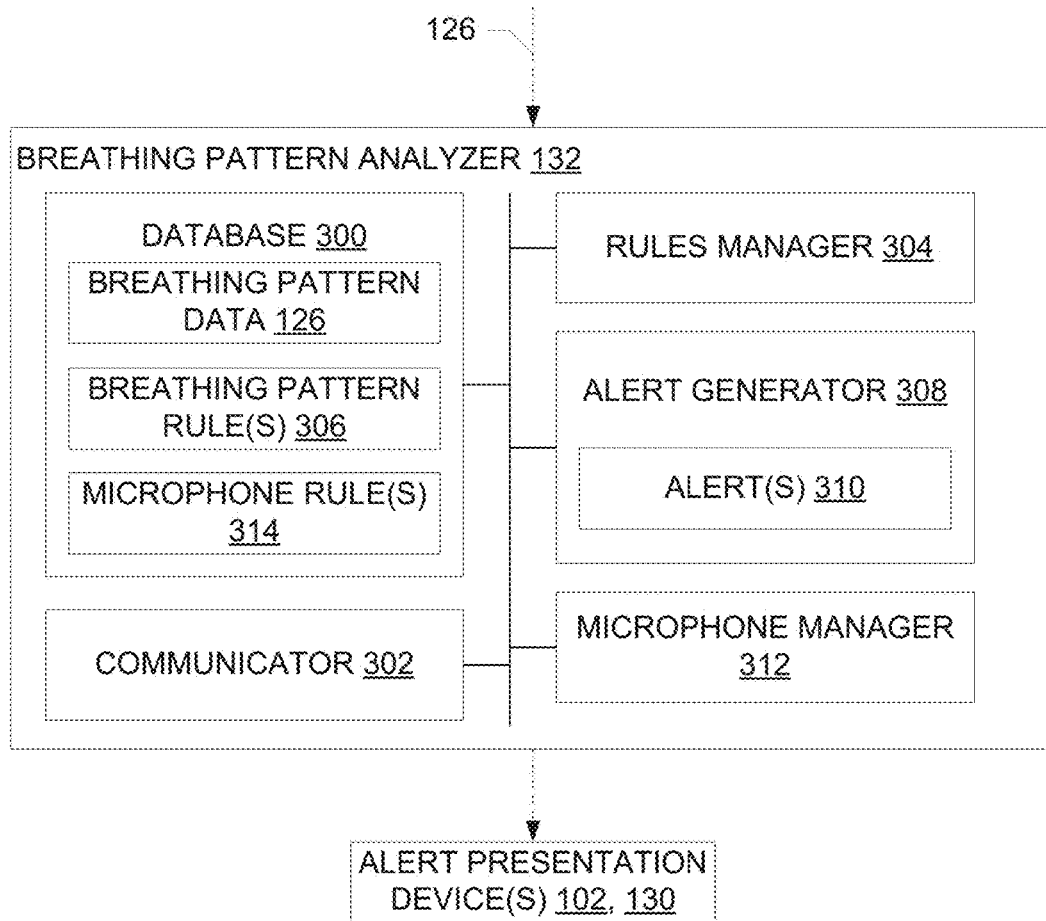 126
BREATHING PATTERN ANALYZER 132
DATABASE 300
BREATHING PATTERN
DATA 126
BREATHING PATTERN
RULE(S) 306
MICROPHONE RULE(S)
314
COMMUNICATOR 302
RULES MANAGER 304
ALERT GENERATOR 308
ALERT(S) 310
MICROPHONE MANAGER
312
ALERT PRESENTATION
DEVICE(S) 102, 130